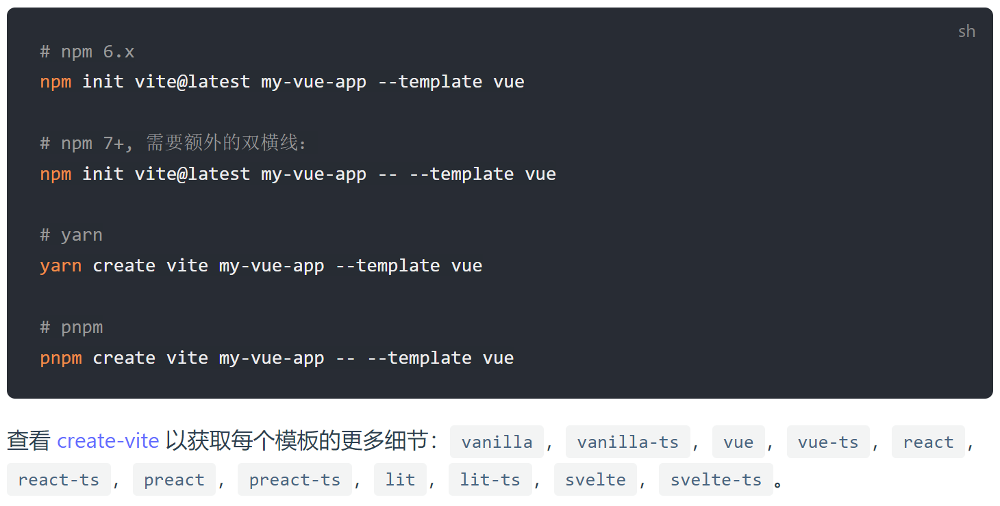 sh
# npm 6.x
npm init vite@latest my-vue-app --template vue
# npm 7+, 需要额外的双横线：
npm init vite@latest my-vue-app -- --template vue
# yarn
yarn create vite my-vue-app --template vue
# pnpm
pnpm create vite my-vue-app -- --template vue
查看 create-vite 以获取每个模板的更多细节：vanilla，vanilla-ts，vue，vue-ts，react，
react-ts，preact，preact-ts，lit，lit-ts，svelte，svelte-ts。